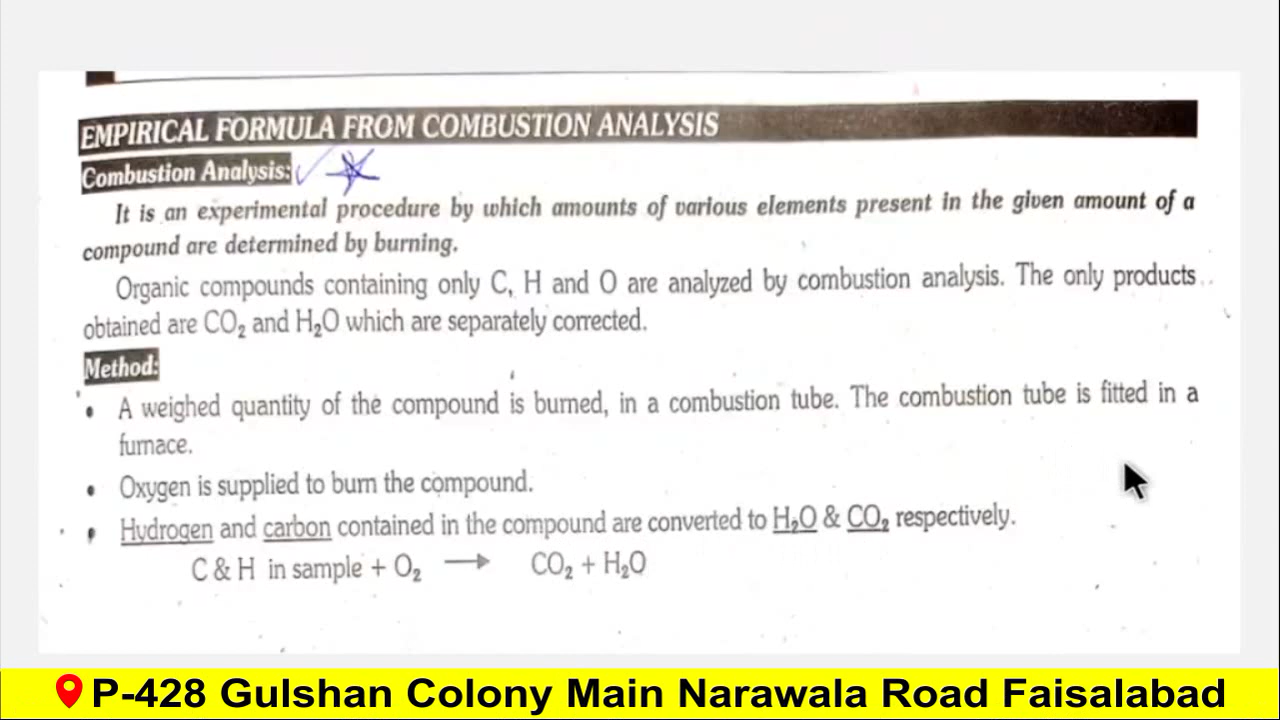 EMPIRICAL FORMULA FROM COMBUSTION ANALYSIS
Combustion Analysis:
It is an experimental procedure by which amounts of various elements present in the given amount of a
compound are determined by burning.
Organic compounds containing only C, H and O are analyzed by combustion analysis. The only products
obtained are CO₂ and H₂O which are separately corrected.
Method:
• A weighed quantity of the compound is burned, in a combustion tube. The combustion tube is fitted in a
furnace.
• Oxygen is supplied to burn the compound.
• Hydrogen and carbon contained in the compound are converted to H₂O & CO₂ respectively.
C & H in sample + O₂ → CO₂ + H₂O
P-428 Gulshan Colony Main Narawala Road Faisalabad